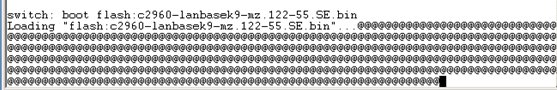 switch: boot flash:c2960-lanbasek9-mz.122-55.SE.bin
Loading "flash:c2960-lanbasek9-mz.122-55.SE.bin"...@@@@@@@@@@@@@@@@@@@@@@@@@@@@@
@@@@@@@@@@@@@@@@@@@@@@@@@@@@@@@@@@@@@@@@@@@@@@@@@@@@@@@@@@@@@@@@@@@@@@@@@@@@@@@@
@@@@@@@@@@@@@@@@@@@@@@@@@@@@@@@@@@@@@@@@@@@@@@@@@@@@@@@@@@@@@@@@@@@@@@@@@@@@@@@@
@@@@@@@@@@@@@@@@@@@@@@@@@@@@@@@@@@@@@@@@@@@@@@@@@@@@@@@@@@@@@@@@@@@@@@@@@@@@@@@@
@@@@@@@@@@@@@@@@@@@@@@@@@@@@@@@@@@@@@@@@@@@@@@@@@@@@@@@@@@@@@@@@@@@@@@@@@@@@@@@@
@@@@@@@@@@@@@@@@@@@@@@@@@@@@@@@@@@@@@@@@@@@@@@@@@@@@@@@@@@@@@@@